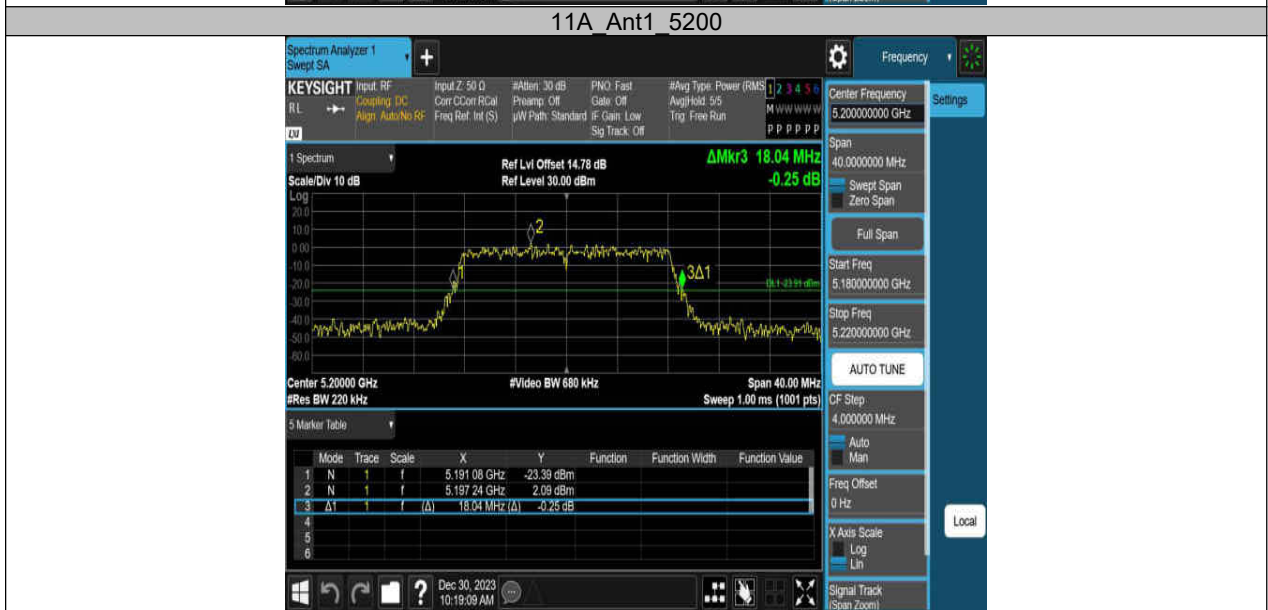 11A_Ant1_5200
Spectrum Analyzer 1
Swept SA
+
Frequency
KEYSIGHT
RL
LXI
Input: RF
Coupling: DC
Align: Auto/No RF
Input Z: 50 Ω
Corr CCorr RCal
Freq Ref: Int (S)
#Atten: 30 dB
Preamp: Off
µW Path: Standard
PNO: Fast
Gate: Off
IF Gain: Low
Sig Track: Off
#Avg Type: Power (RMS
Avg|Hold: 5/5
Trig: Free Run
1 2 3 4 5 6
M W W W W W
P P P P P P
1 Spectrum
Scale/Div 10 dB
Ref Lvl Offset 14.78 dB
Ref Level 30.00 dBm
ΔMkr3 18.04 MHz
-0.25 dB
Log
20.0
10.0
0.00
-10.0
-20.0
-30.0
-40.0
-50.0
-60.0
2
1
3Δ1
DL1 -23.91 dBm
Center 5.20000 GHz
#Res BW 220 kHz
#Video BW 680 kHz
Span 40.00 MHz
Sweep 1.00 ms (1001 pts)
5 Marker Table
Mode Trace Scale X Y Function Function Width Function Value
1 N 1 f 5.191 08 GHz -23.39 dBm
2 N 1 f 5.197 24 GHz 2.09 dBm
3 Δ1 1 f (Δ) 18.04 MHz (Δ) -0.25 dB
4
5
6
?
Dec 30, 2023
10:19:09 AM
Center Frequency
5.200000000 GHz
Settings
Span
40.0000000 MHz
Swept Span
Zero Span
Full Span
Start Freq
5.180000000 GHz
Stop Freq
5.220000000 GHz
AUTO TUNE
CF Step
4.000000 MHz
Auto
Man
Freq Offset
0 Hz
X Axis Scale
Log
Lin
Local
Signal Track
(Span Zoom)